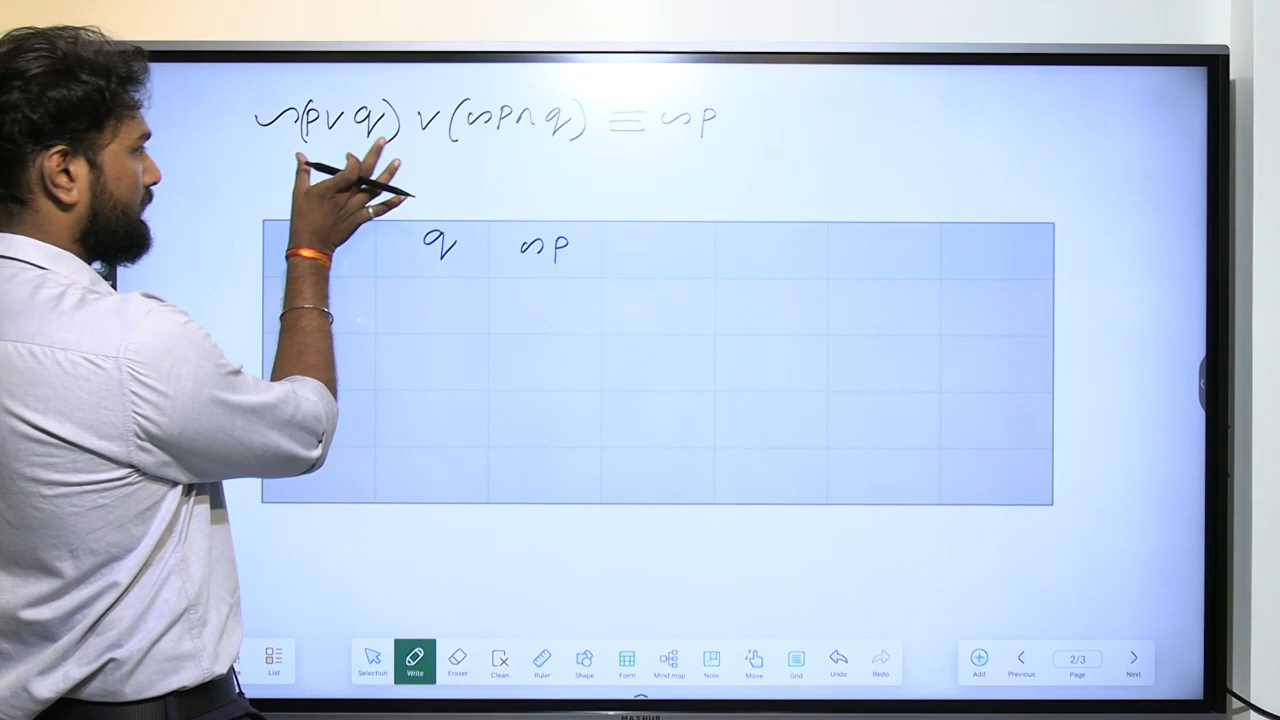 ~(p∨q) ∨ (~p∧q) ≡ ~p
q ~p
List
Selection Write Eraser Clean Ruler Shape Form Mind map Note Move Grid Undo Redo
Add Previous 2/3 Page Next
MAXHUB